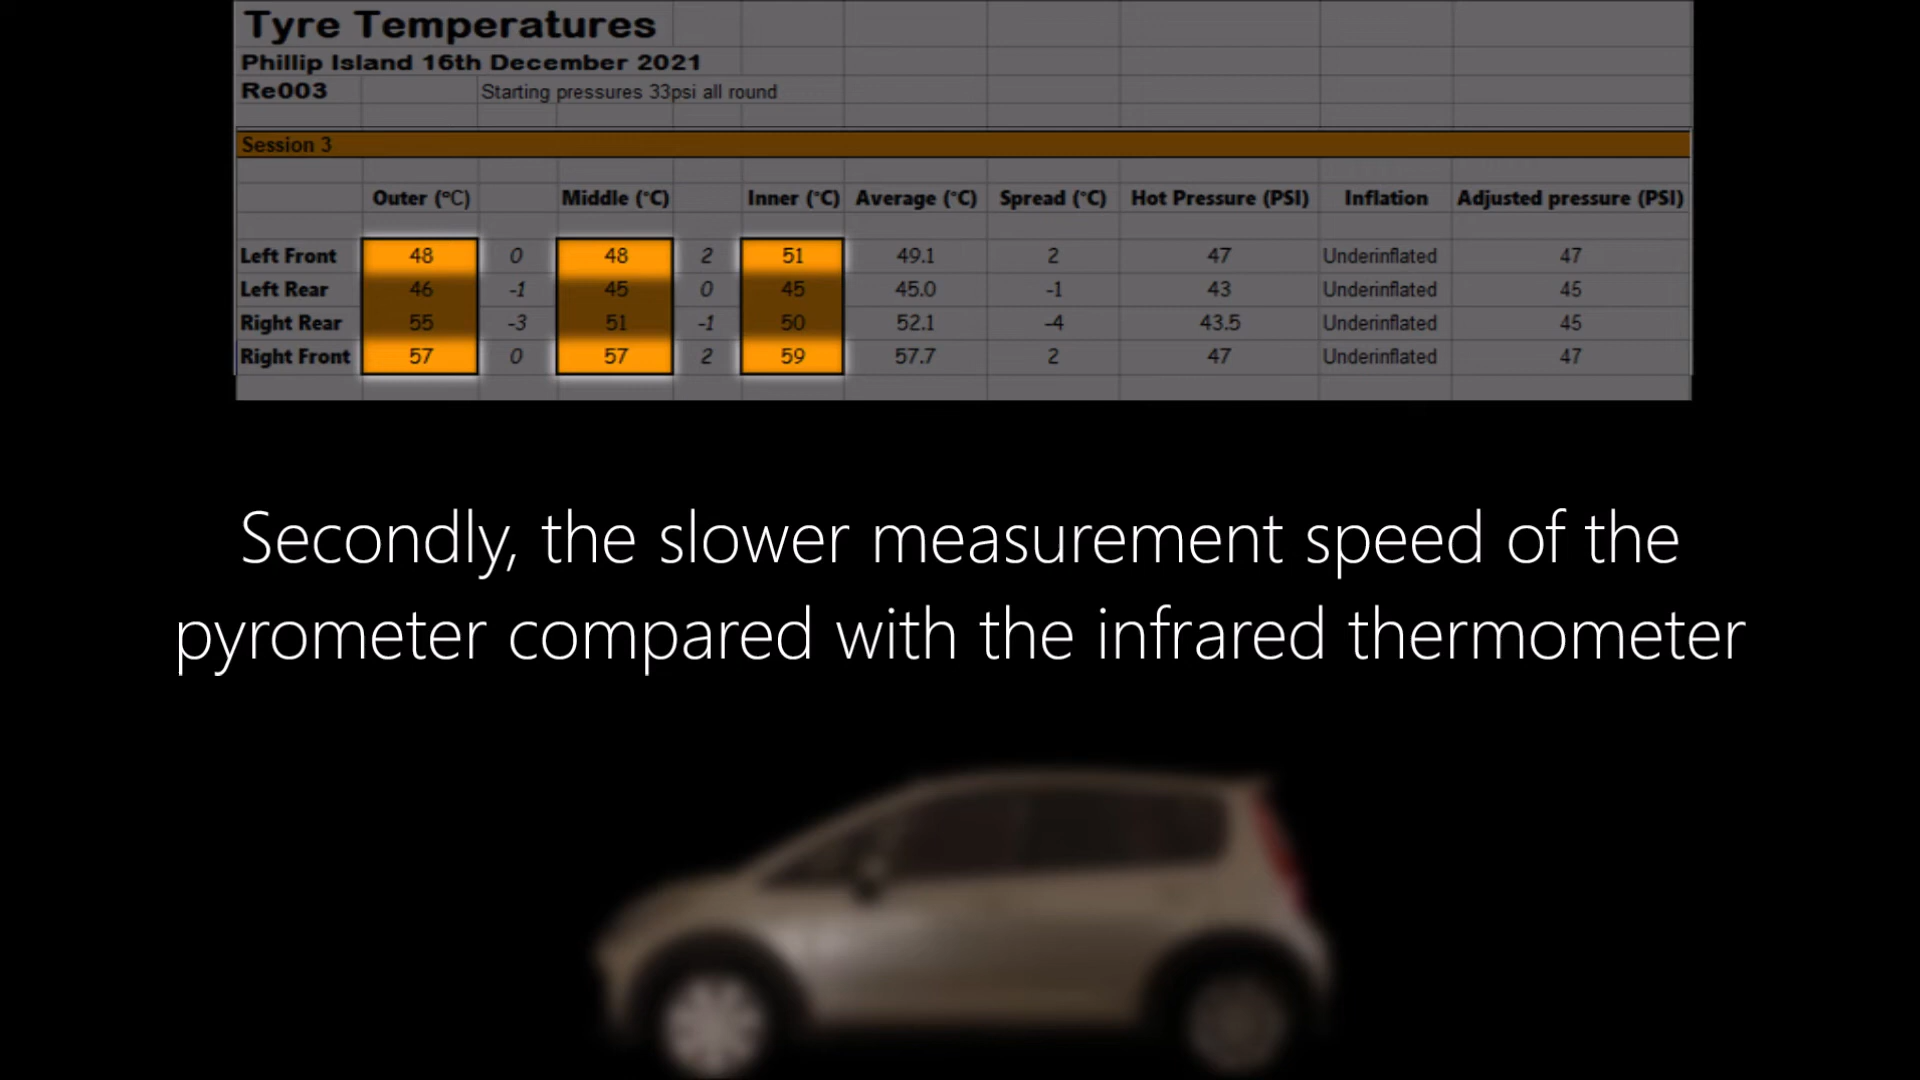 Tyre Temperatures
Phillip Island 16th December 2021
Re003 Starting pressures 33psi all round
Session 3
Outer (°C) Middle (°C) Inner (°C) Average (°C) Spread (°C) Hot Pressure (PSI) Inflation Adjusted pressure (PSI)
Left Front 48 0 48 2 51 49.1 2 47 Underinflated 47
Left Rear 46 -1 45 0 45 45.0 -1 43 Underinflated 45
Right Rear 55 -3 51 -1 50 52.1 -4 43.5 Underinflated 45
Right Front 57 0 57 2 59 57.7 2 47 Underinflated 47
Secondly, the slower measurement speed of the
pyrometer compared with the infrared thermometer